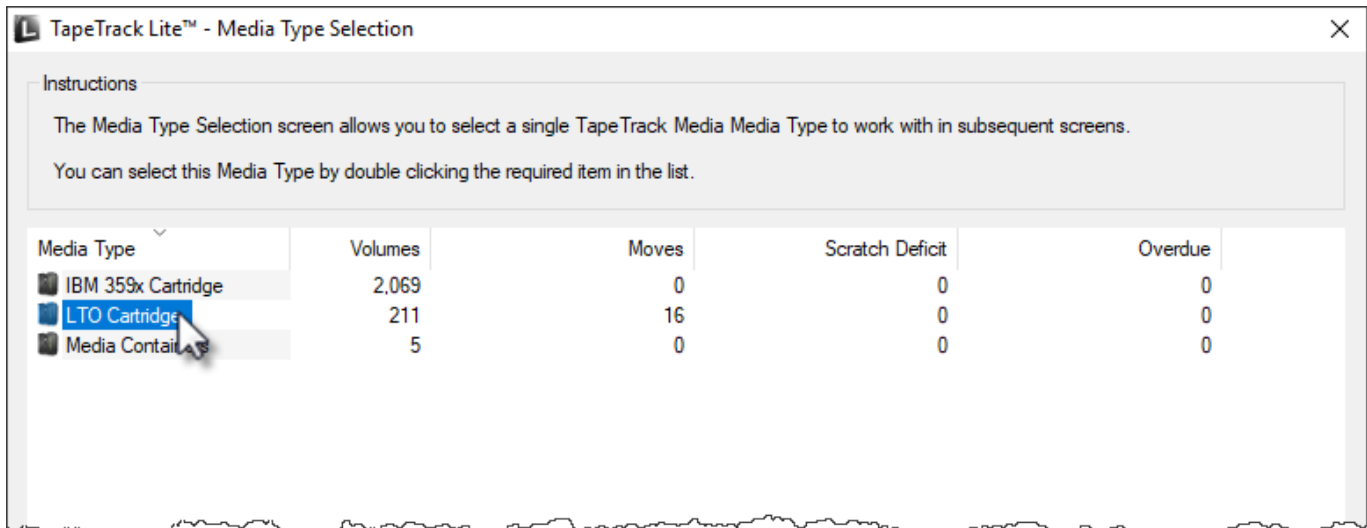 TapeTrack Lite™ - Media Type Selection
Instructions
The Media Type Selection screen allows you to select a single TapeTrack Media Media Type to work with in subsequent screens.
You can select this Media Type by double clicking the required item in the list.
Media Type Volumes Moves Scratch Deficit Overdue
IBM 359x Cartridge 2,069 0 0 0
LTO Cartridge 211 16 0 0
Media Containers 5 0 0 0